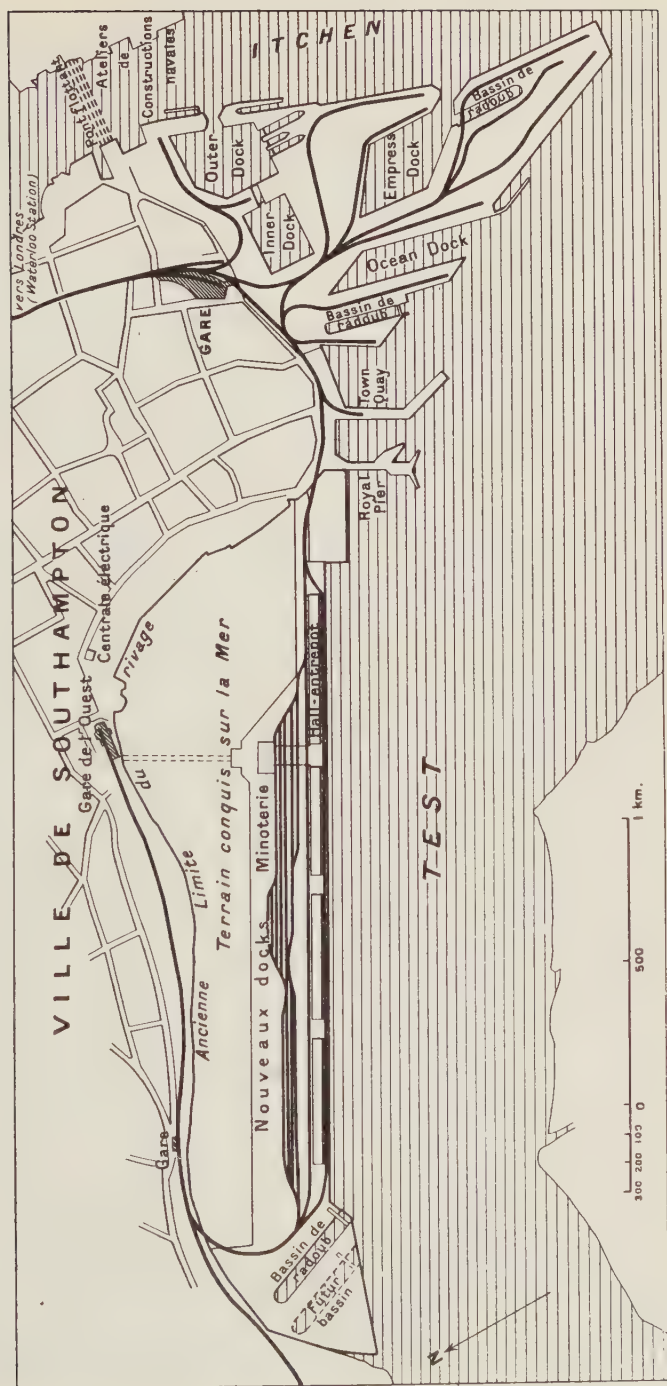 VILLE DE SOUTHAMPTON
ITCHEN
TEST
vers Londres
(Waterloo Station)
Pont flottant
Ateliers
de
Constructions
navales
Outer
Dock
Inner
Dock
Empress
Dock
Bassin de
radoub
Ocean Dock
Bassin de
radoub
GARE
Town
Quay
Royal
Pier
Centrale électrique
Gare de l'Ouest
Ancienne Limite du rivage
Terrain conquis sur la Mer
Nouveaux docks
Minoterie
Hall-entrepôt
Gare
Bassin de
radoub
Futur
bassin
N
300 200 100 0 500 1 km.